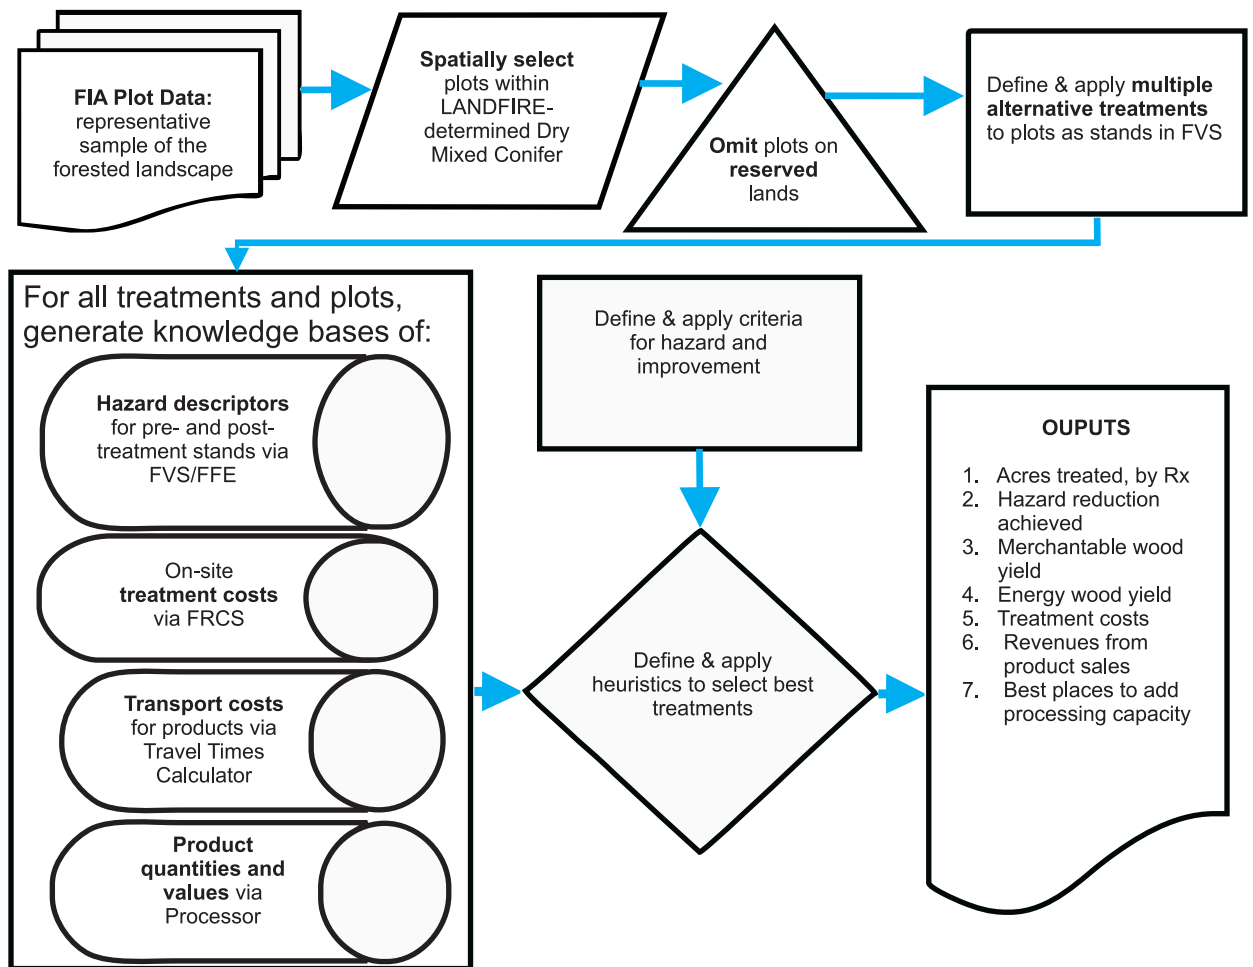 FIA Plot Data:
representative
sample of the
forested landscape
Spatially select
plots within
LANDFIRE-
determined Dry
Mixed Conifer
Omit plots on
reserved
lands
Define & apply multiple
alternative treatments
to plots as stands in FVS
For all treatments and plots,
generate knowledge bases of:
Hazard descriptors
for pre- and post-
treatment stands via
FVS/FFE
On-site
treatment costs
via FRCS
Transport costs
for products via
Travel Times
Calculator
Product
quantities and
values via
Processor
Define & apply criteria
for hazard and
improvement
Define & apply
heuristics to select best
treatments
OUPUTS
1. Acres treated, by Rx
2. Hazard reduction
achieved
3. Merchantable wood
yield
4. Energy wood yield
5. Treatment costs
6. Revenues from
product sales
7. Best places to add
processing capacity